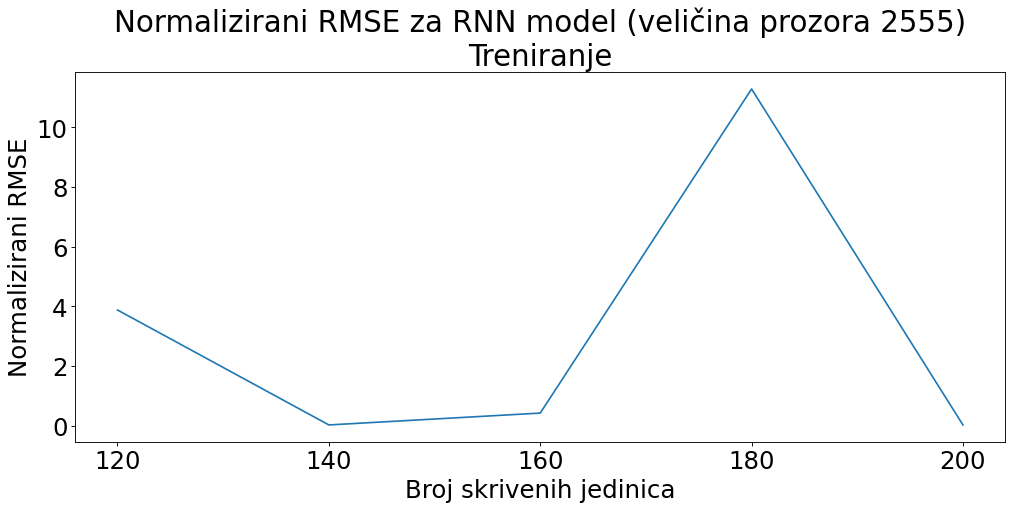 Normalizirani RMSE za RNN model (veličina prozora 2555)
Treniranje
Normalizirani RMSE
10
8
6
4
2
0
120 140 160 180 200
Broj skrivenih jedinica